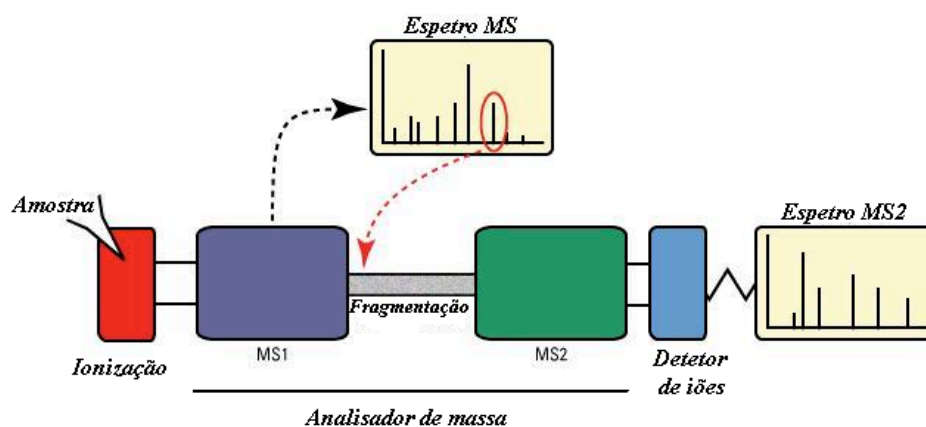 Espetro MS
Amostra
Espetro MS2
Fragmentação
Ionização
MS1
MS2
Detetor
de iões
Analisador de massa